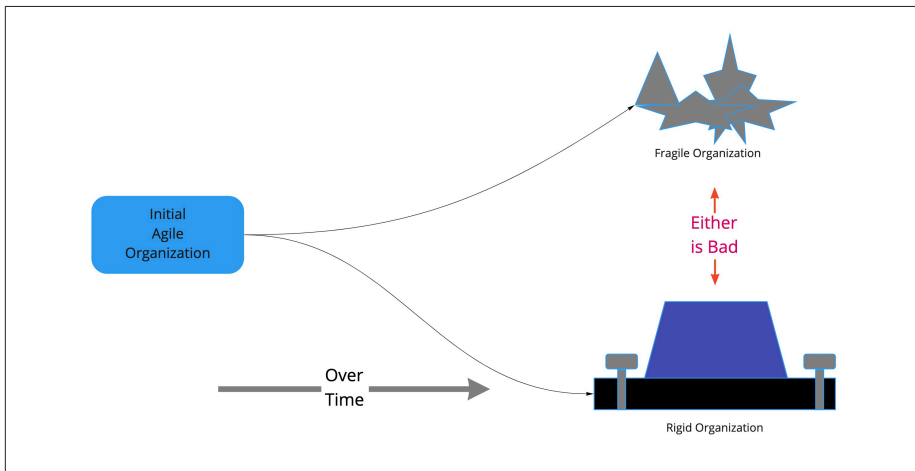 Fragile Organization
Initial
Agile
Organization
Either
is Bad
Over
Time
Rigid Organization